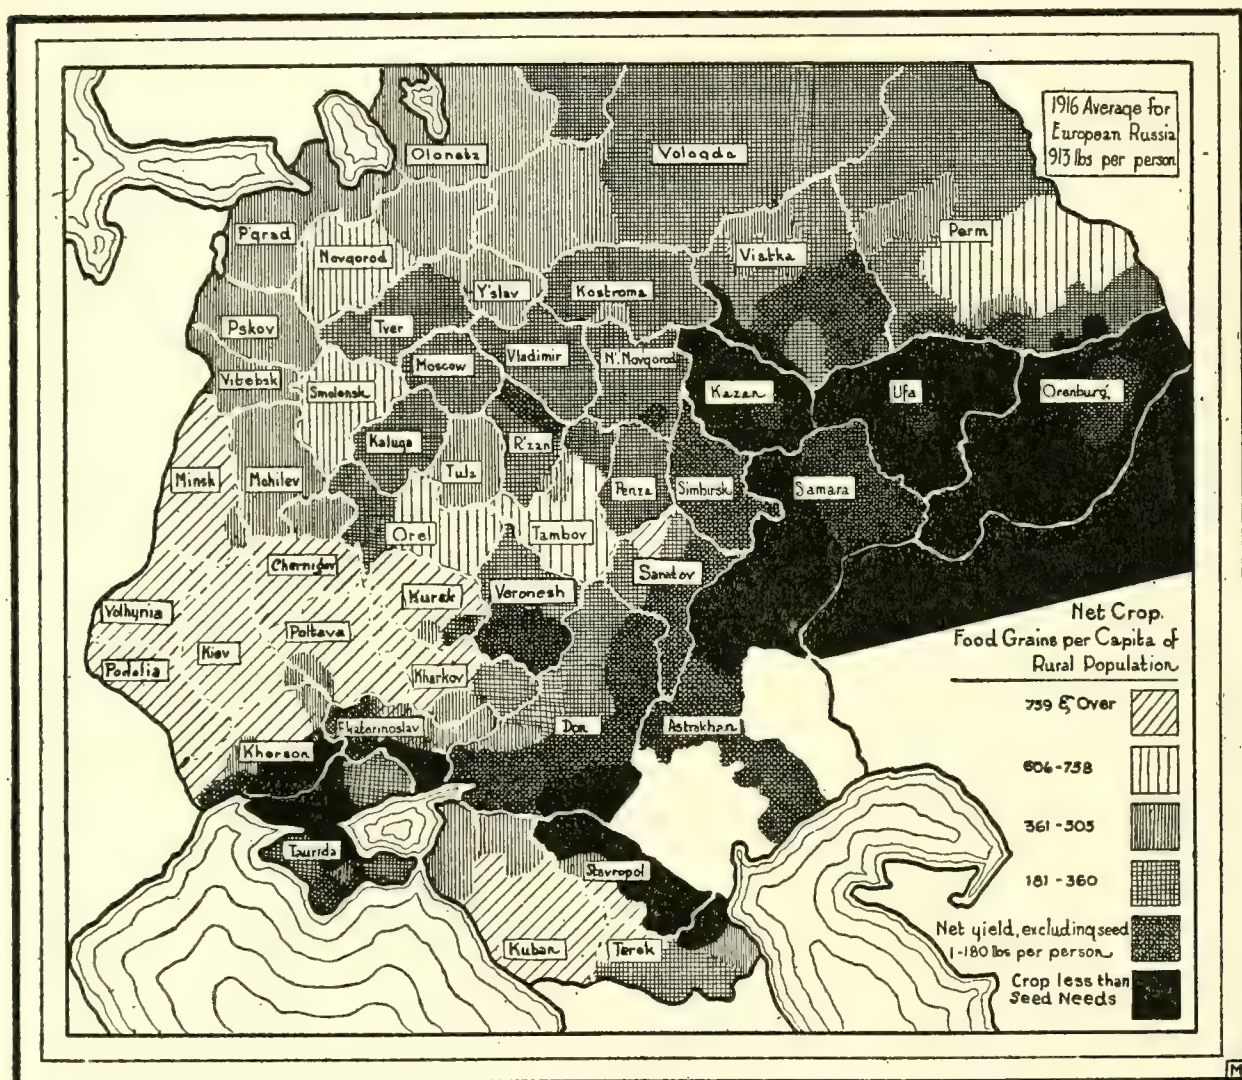 1916 Average for
European Russia
913 lbs per person
Olonetz
Vologda
P'grad
Novgorod
Viatka
Perm
Y'slav
Kostroma
Pskov
Tver
Moscow
Vladimir
N'. Novgorod
Vitebsk
Smolensk
Kazan
Ufa
Orenburg
Kaluga
R'zan
Minsk
Mohilev
Tula
Penza
Simbirsk
Samara
Orel
Tambov
Chernigov
Saratov
Volhynia
Kursk
Voronesh
Poltava
Kiev
Podolia
Kharkov
Ekaterinoslav
Don
Astrakhan
Kherson
Taurida
Stavropol
Kuban
Terek
Net Crop.
Food Grains per Capita of
Rural Population
759 & Over
606-758
361-505
181-360
Net yield, excluding seed
1-180 lbs per person
Crop less than
Seed Needs
M